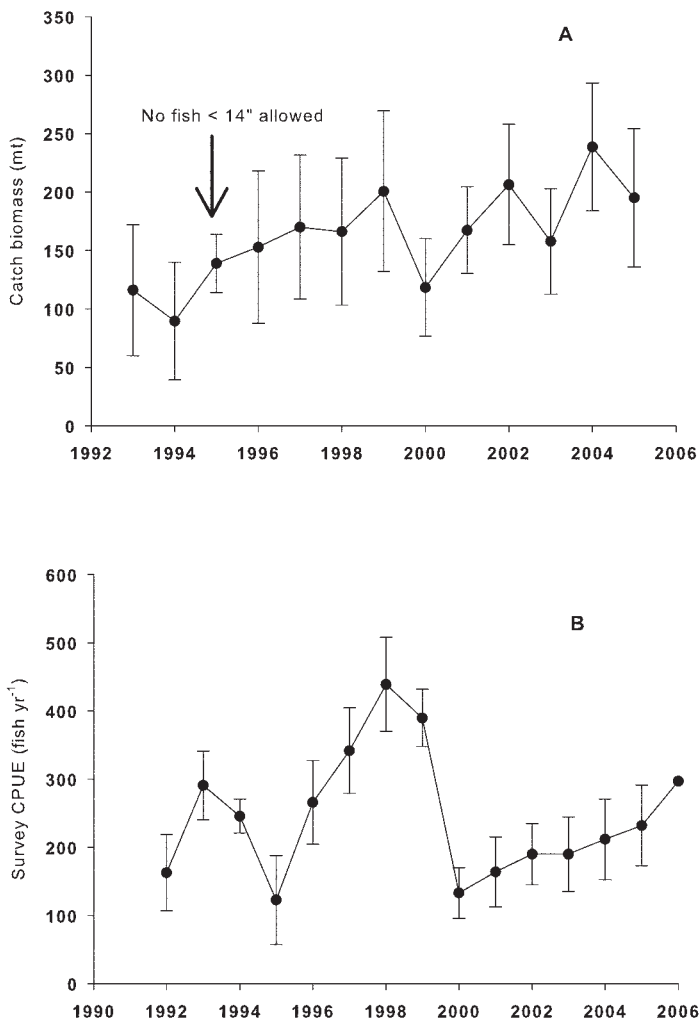 350
A
300
No fish < 14" allowed
250
200
150
100
50
0
Catch biomass (mt)
1992 1994 1996 1998 2000 2002 2004 2006
600
B
500
400
300
200
100
0
Survey CPUE (fish yr-1)
1990 1992 1994 1996 1998 2000 2002 2004 2006